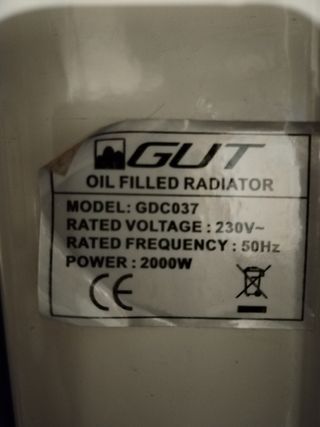 GUT
OIL FILLED RADIATOR
MODEL: GDC037
RATED VOLTAGE : 230V~
RATED FREQUENCY : 50Hz
POWER : 2000W
CE